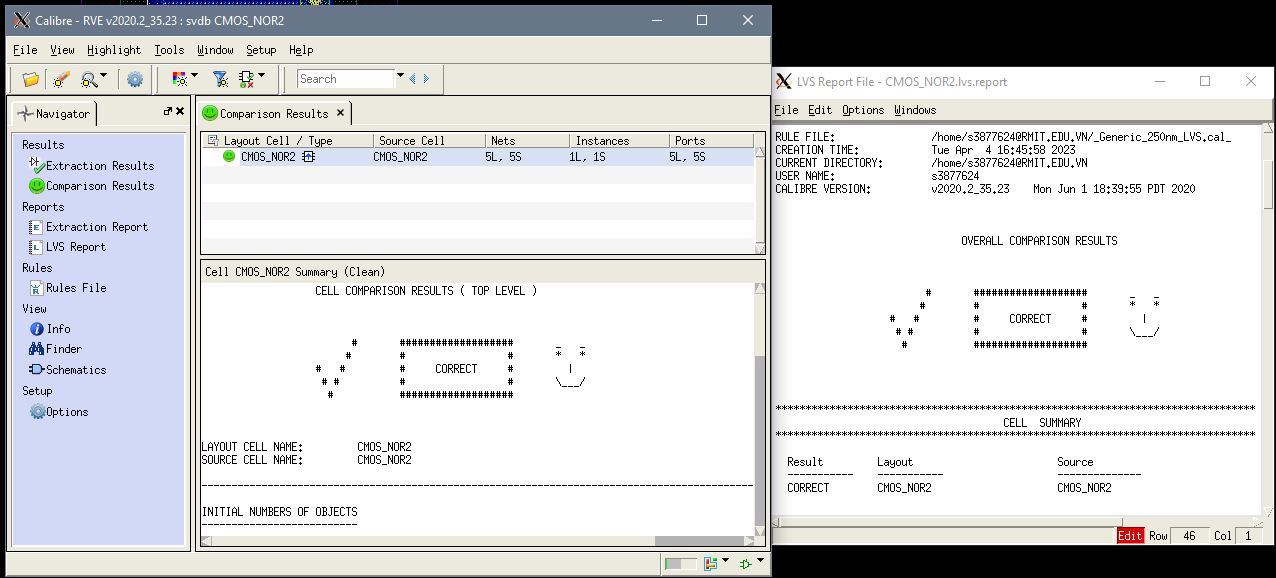 Calibre - RVE v2020.2_35.23 : svdb CMOS_NOR2
File View Highlight Tools Window Setup Help
Search
Navigator
Results
Extraction Results
Comparison Results
Reports
Extraction Report
LVS Report
Rules
Rules File
View
Info
Finder
Schematics
Setup
Options
Comparison Results
Layout Cell / Type Source Cell Nets Instances Ports
CMOS_NOR2 CMOS_NOR2 5L, 5S 1L, 1S 5L, 5S
Cell CMOS_NOR2 Summary (Clean)
CELL COMPARISON RESULTS ( TOP LEVEL )
# ################### _ _
# # # * *
# # # CORRECT # |
# # # # \___/
# ###################
LAYOUT CELL NAME: CMOS_NOR2
SOURCE CELL NAME: CMOS_NOR2
INITIAL NUMBERS OF OBJECTS
LVS Report File - CMOS_NOR2.lvs.report
File Edit Options Windows
RULE FILE: /home/s3877624@RMIT.EDU.VN/_Generic_250nm_LVS.cal_
CREATION TIME: Tue Apr 4 16:45:58 2023
CURRENT DIRECTORY: /home/s3877624@RMIT.EDU.VN
USER NAME: s3877624
CALIBRE VERSION: v2020.2_35.23 Mon Jun 1 18:39:55 PDT 2020
OVERALL COMPARISON RESULTS
# ################### _ _
# # # * *
# # # CORRECT # |
# # # # \___/
# ###################
CELL SUMMARY
Result Layout Source
CORRECT CMOS_NOR2 CMOS_NOR2
Edit Row 46 Col 1